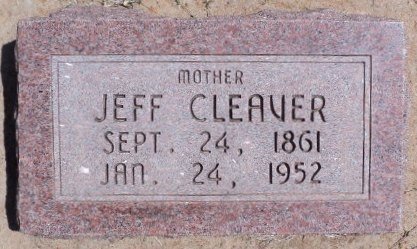 MOTHER
JEFF CLEAVER
SEPT. 24, 1861
JAN. 24, 1952